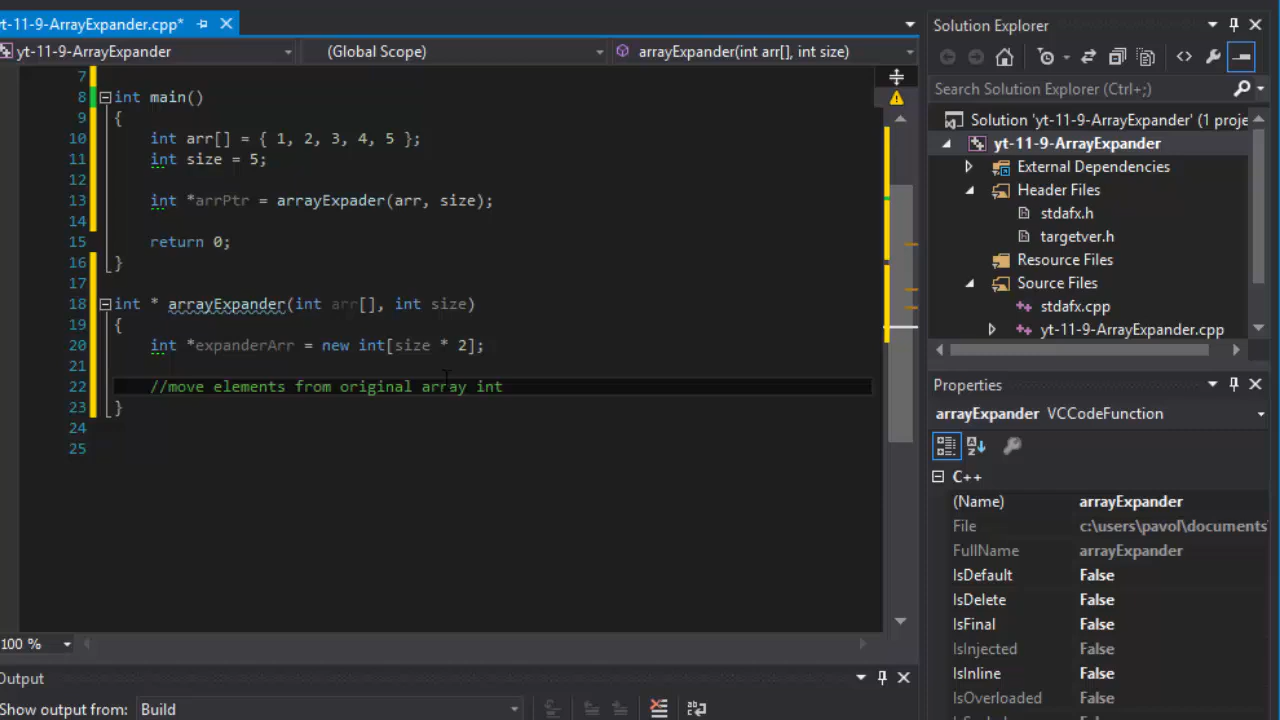 t-11-9-ArrayExpander.cpp*
yt-11-9-ArrayExpander
(Global Scope)
arrayExpander(int arr[], int size)
7
8 int main()
9 {
10 int arr[] = { 1, 2, 3, 4, 5 };
11 int size = 5;
12
13 int *arrPtr = arrayExpader(arr, size);
14
15 return 0;
16 }
17
18 int * arrayExpander(int arr[], int size)
19 {
20 int *expanderArr = new int[size * 2];
21
22 //move elements from original array int
23 }
24
25
100 %
Output
Show output from: Build
Solution Explorer
Search Solution Explorer (Ctrl+;)
Solution 'yt-11-9-ArrayExpander' (1 proje
yt-11-9-ArrayExpander
External Dependencies
Header Files
stdafx.h
targetver.h
Resource Files
Source Files
stdafx.cpp
yt-11-9-ArrayExpander.cpp
Properties
arrayExpander VCCodeFunction
C++
(Name) arrayExpander
File c:\users\pavol\documents
FullName arrayExpander
IsDefault False
IsDelete False
IsFinal False
IsInjected False
IsInline False
IsOverloaded False